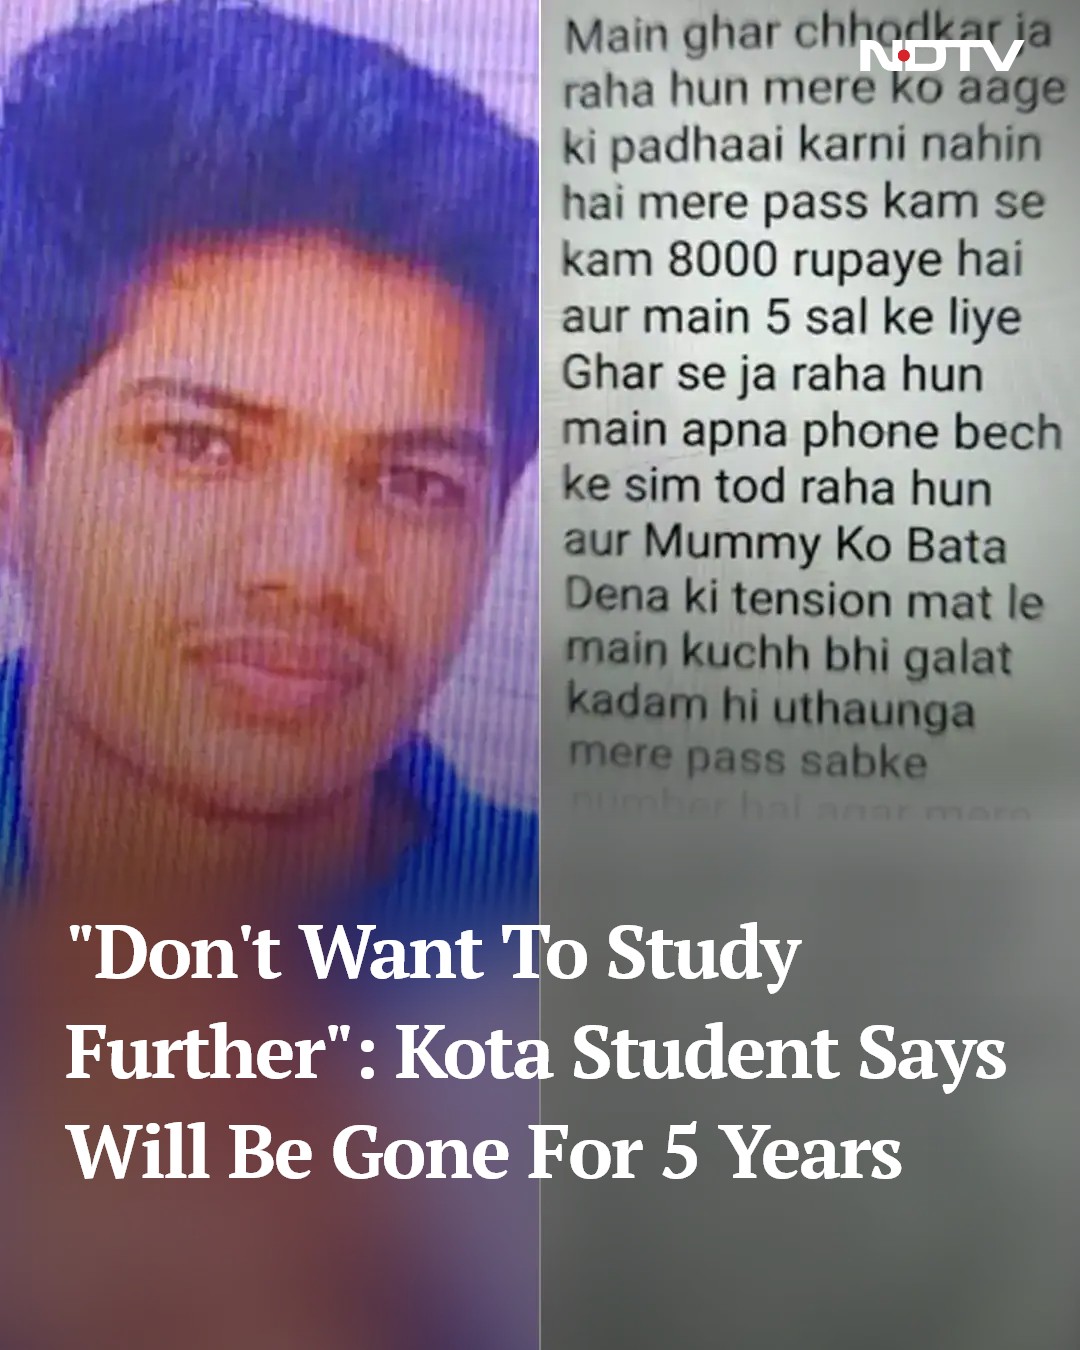 Main ghar chhodkar ja
NDTV
raha hun mere ko aage
ki padhaai karni nahin
hai mere pass kam se
kam 8000 rupaye hai
aur main 5 sal ke liye
Ghar se ja raha hun
main apna phone bech
ke sim tod raha hun
aur Mummy Ko Bata
Dena ki tension mat le
main kuchh bhi galat
kadam hi uthaunga
mere pass sabke
number hai agar mere
"Don't Want To Study
Further": Kota Student Says
Will Be Gone For 5 Years